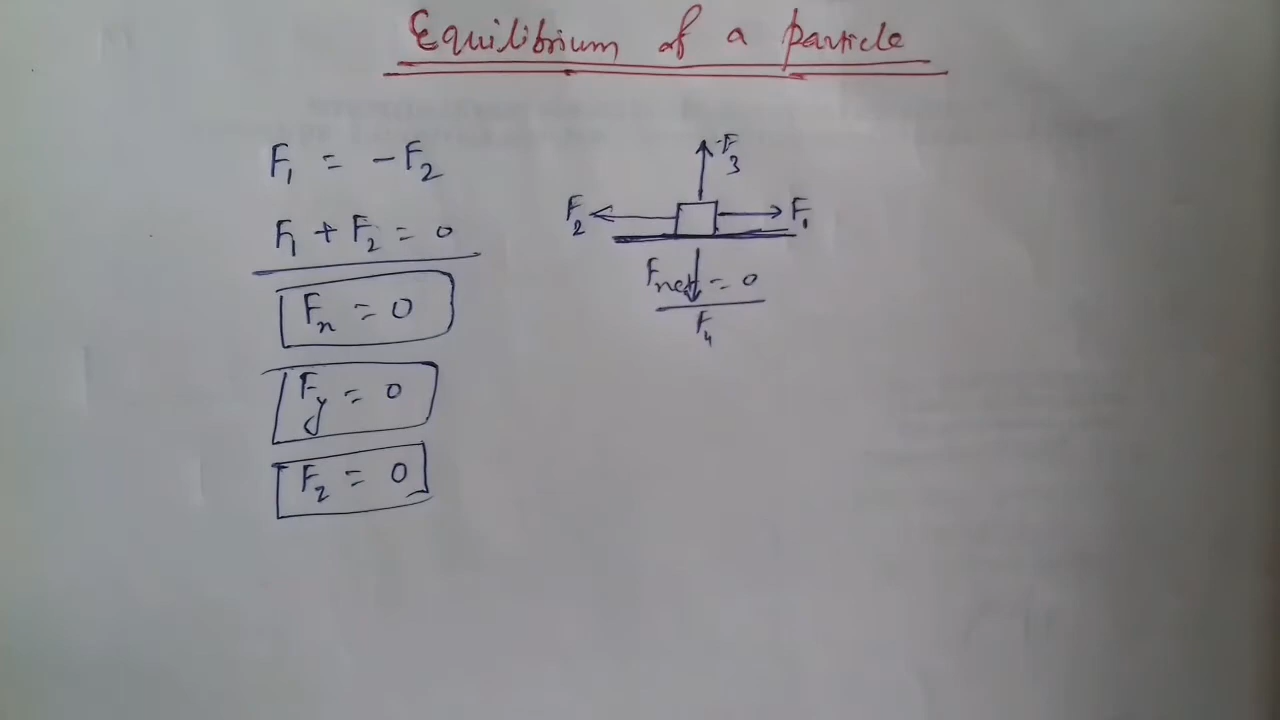 Equilibrium of a particle
F1 = -F2
F1 + F2 = 0
Fx = 0
Fy = 0
Fz = 0
F3
F2
F1
Fnet = 0
F4